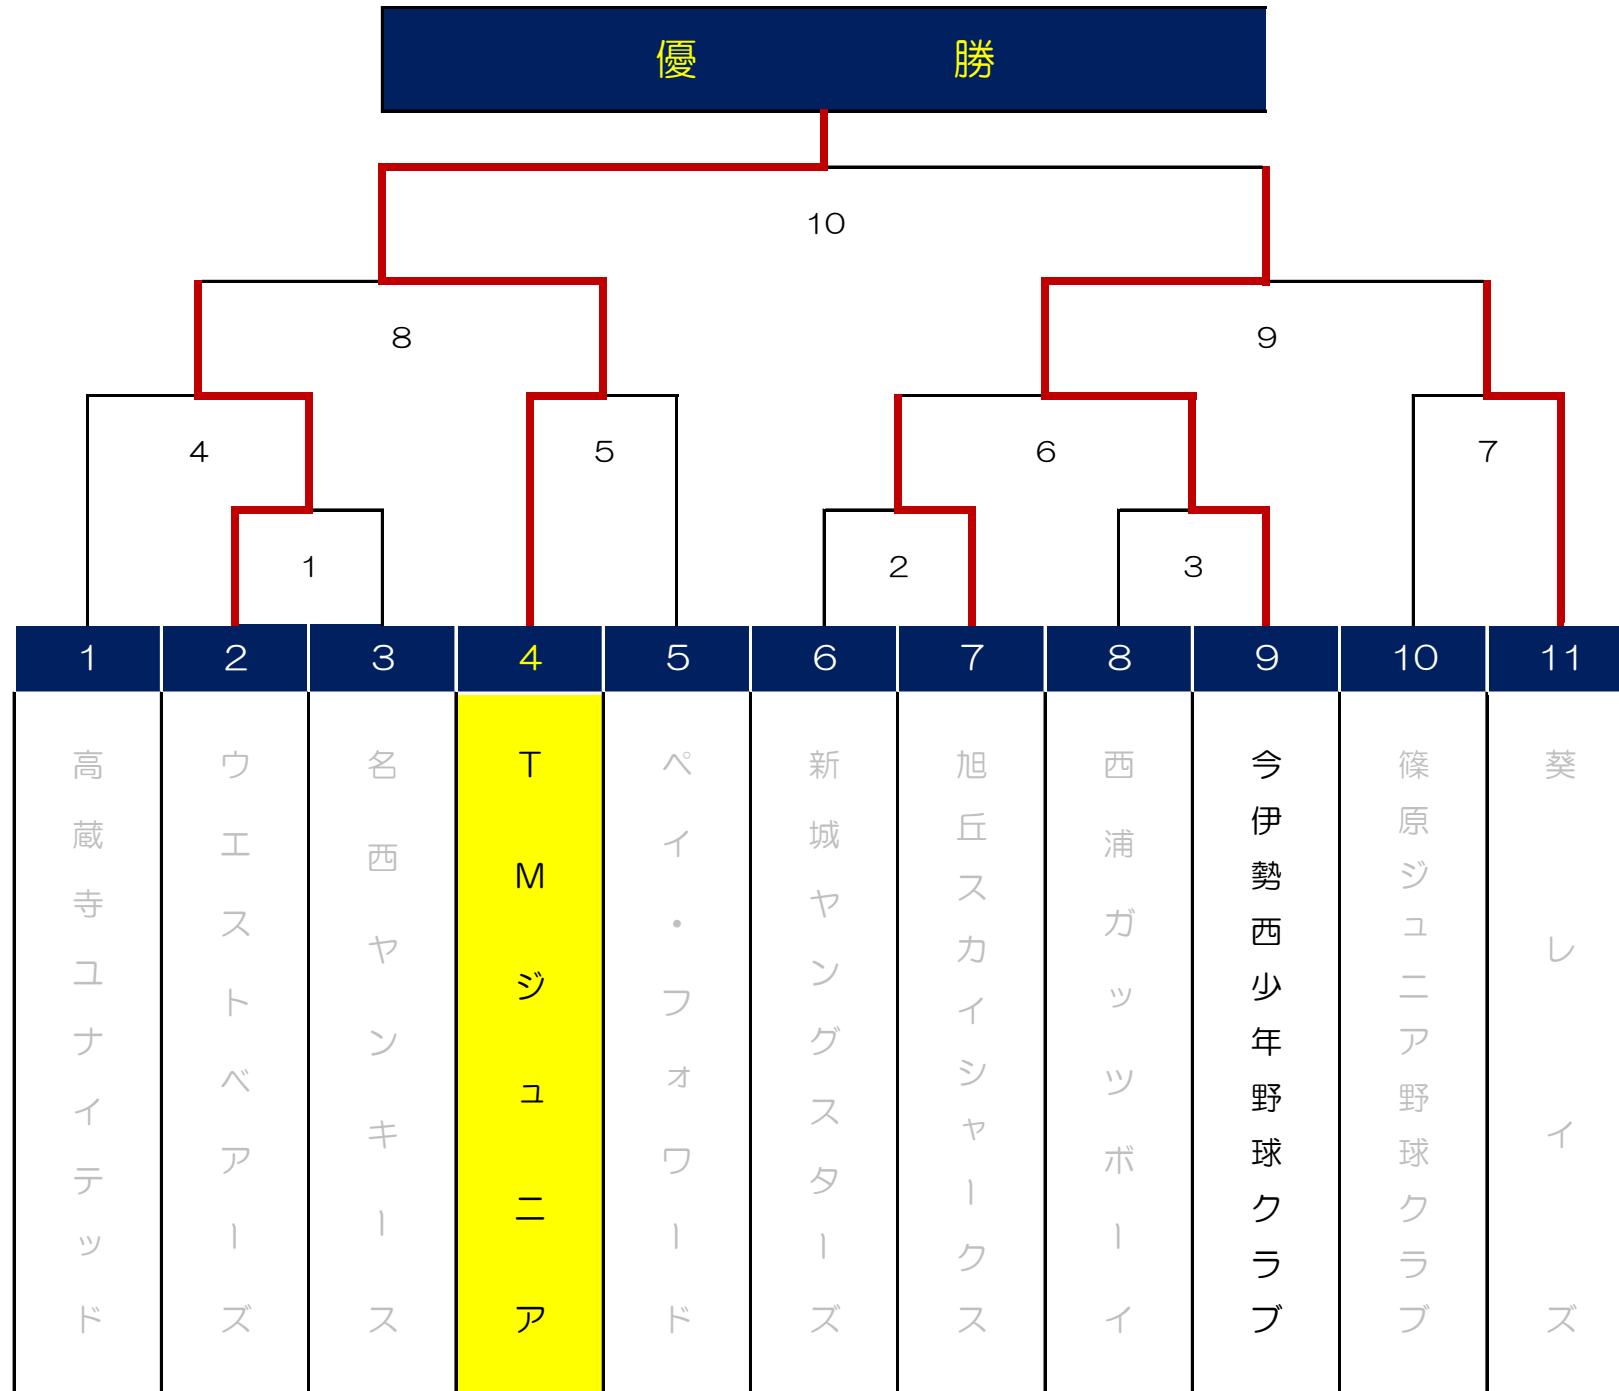 優勝
10
8
9
4
5
6
7
1
2
3
1
2
3
4
5
6
7
8
9
10
11
高蔵寺ユナイテッド
ウエストベアーズ
名西ヤンキース
TMジュニア
ペイ・フォワード
新城ヤングスターズ
旭丘スカイシャークス
西浦ガッツボーイ
今伊勢西少年野球クラブ
篠原ジュニア野球クラブ
葵レイズ